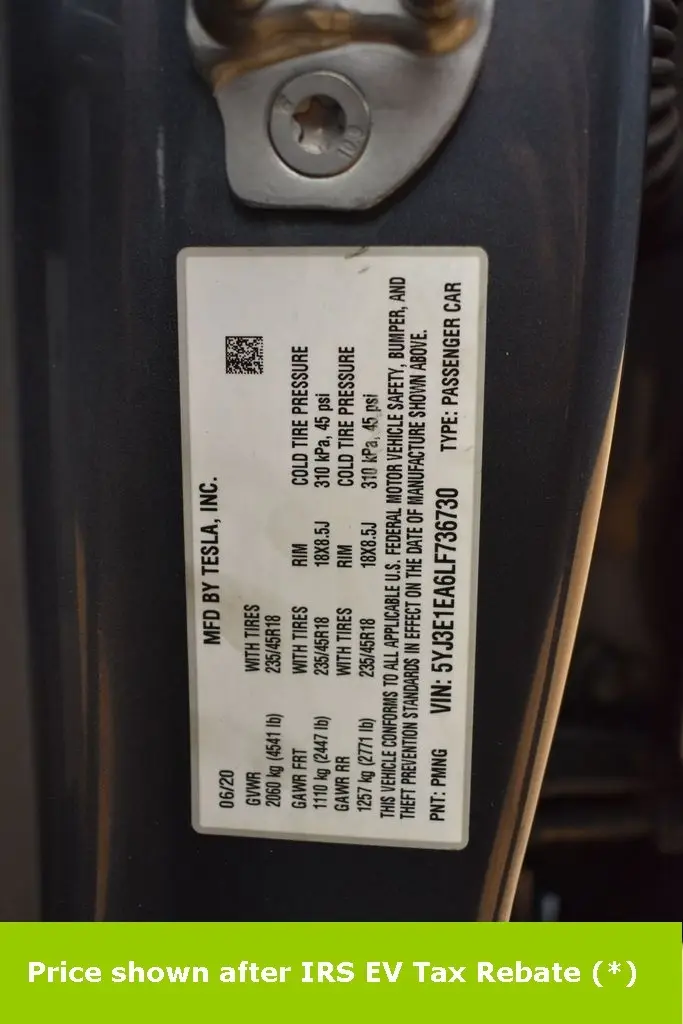 MFD BY TESLA, INC.
06/20
GVWR WITH TIRES
2060 kg (4541 lb) 235/45R18
GAWR FRT WITH TIRES RIM COLD TIRE PRESSURE
1110 kg (2447 lb) 235/45R18 18X8.5J 310 kPa, 45 psi
GAWR RR WITH TIRES RIM COLD TIRE PRESSURE
1257 kg (2771 lb) 235/45R18 18X8.5J 310 kPa, 45 psi
THIS VEHICLE CONFORMS TO ALL APPLICABLE U.S. FEDERAL MOTOR VEHICLE SAFETY, BUMPER, AND
THEFT PREVENTION STANDARDS IN EFFECT ON THE DATE OF MANUFACTURE SHOWN ABOVE.
PNT: PMNG VIN: 5YJ3E1EA6LF736730 TYPE: PASSENGER CAR
Price shown after IRS EV Tax Rebate (*)